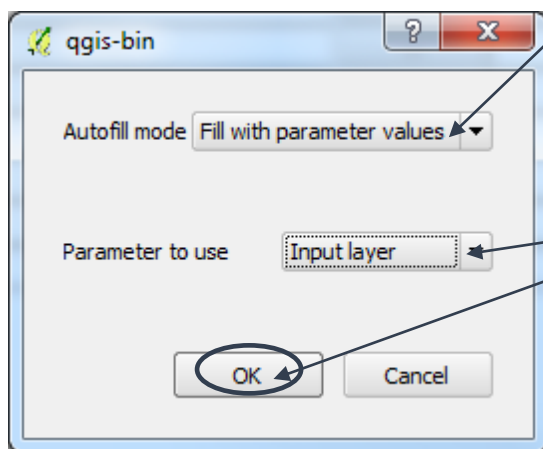 qgis-bin
Autofill mode Fill with parameter values
Parameter to use Input layer
OK Cancel